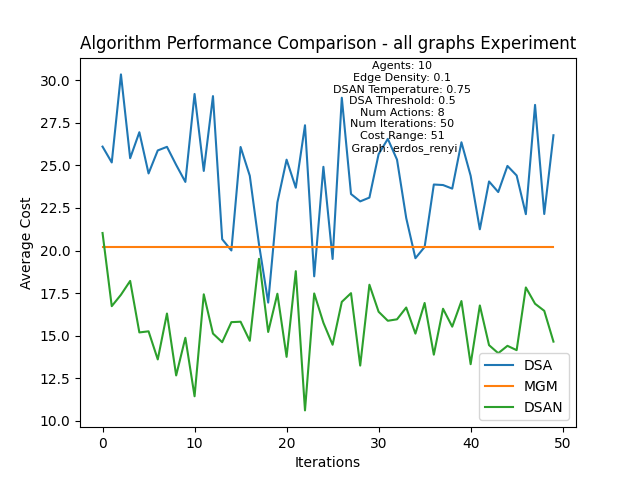 Algorithm Performance Comparison - all graphs Experiment
Agents: 10
Edge Density: 0.1
DSAN Temperature: 0.75
DSA Threshold: 0.5
Num Actions: 8
Num Iterations: 50
Cost Range: 51
Graph: erdos_renyi
30.0
27.5
25.0
22.5
20.0
17.5
15.0
12.5
10.0
Average Cost
0
10
20
30
40
50
Iterations
DSA
MGM
DSAN